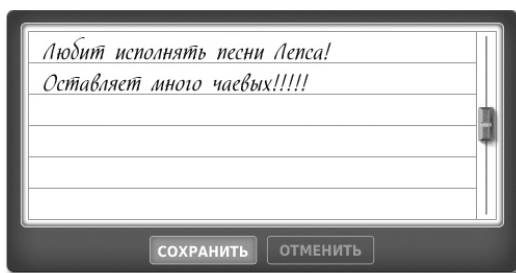 Любит исполнять песни Лепса!
Оставляет много чаевых!!!!!
СОХРАНИТЬ ОТМЕНИТЬ